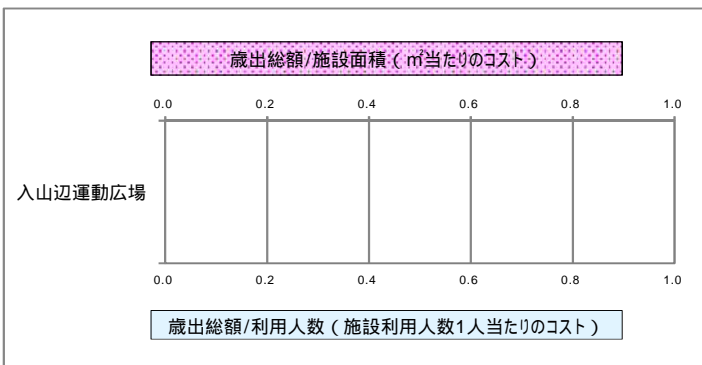 歳出総額/施設面積(㎡当たりのコスト)
0.0 0.2 0.4 0.6 0.8 1.0
入山辺運動広場
0.0 0.2 0.4 0.6 0.8 1.0
歳出総額/利用人数(施設利用人数1人当たりのコスト)